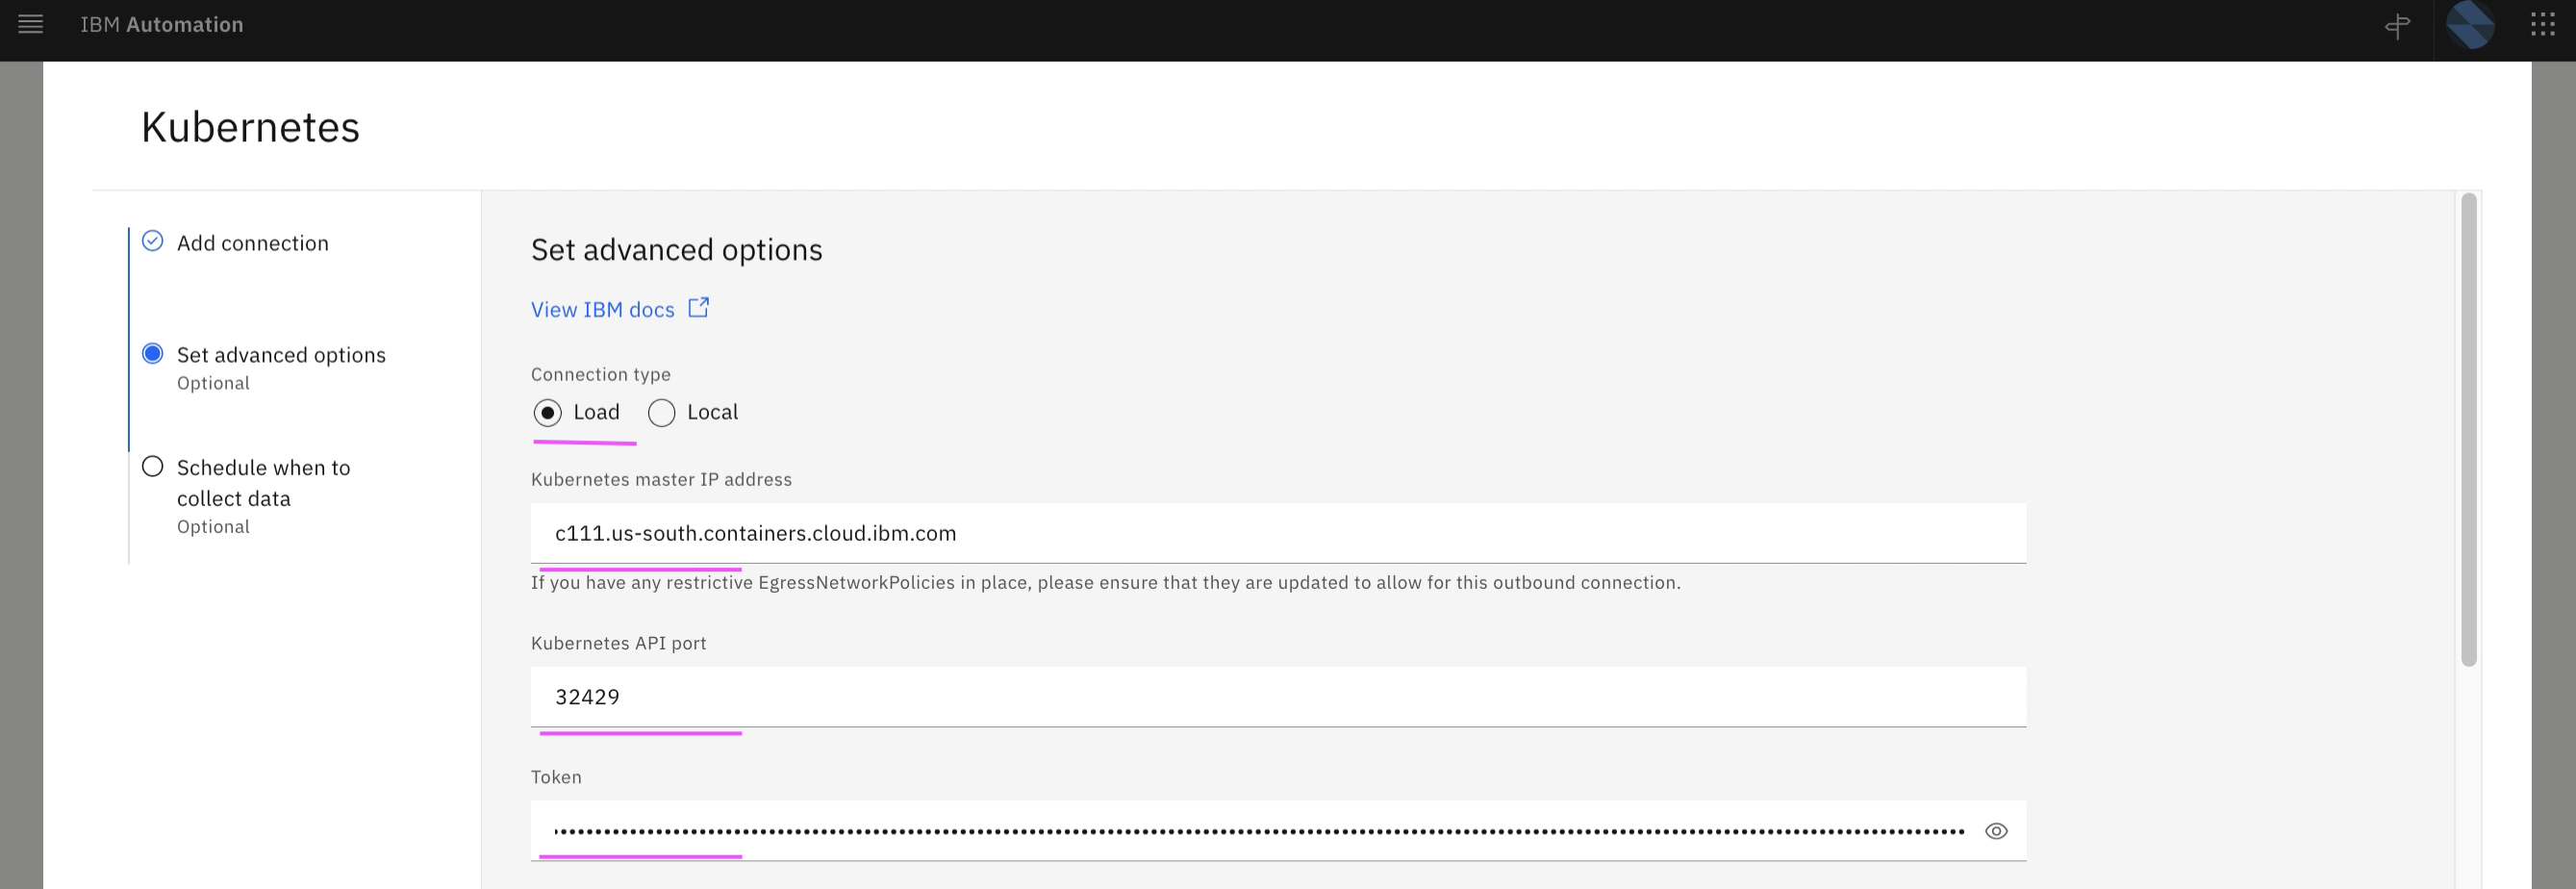 IBM Automation
Kubernetes
Add connection
Set advanced options
Optional
Schedule when to
collect data
Optional
Set advanced options
View IBM docs
Connection type
Load Local
Kubernetes master IP address
c111.us-south.containers.cloud.ibm.com
If you have any restrictive EgressNetworkPolicies in place, please ensure that they are updated to allow for this outbound connection.
Kubernetes API port
32429
Token